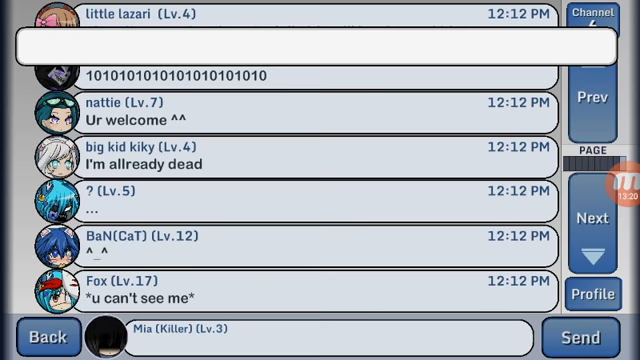 little lazari (Lv.4)
12:12 PM
Channel
1010101010101010101010
nattie (Lv.7)
12:12 PM
Ur welcome ^^
Prev
big kid kiky (Lv.4)
12:12 PM
I'm allready dead
PAGE
? (Lv.5)
12:12 PM
...
13:20
Next
BaN(CaT) (Lv.12)
12:12 PM
^_^
Fox (Lv.17)
12:12 PM
*u can't see me*
Profile
Back
Mia (Killer) (Lv.3)
Send